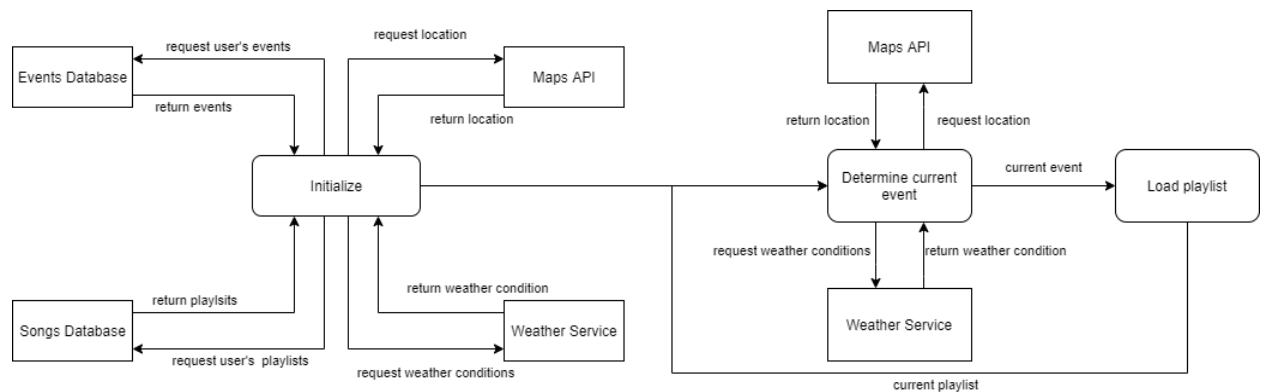 request user's events
request location
Maps API
Events Database
Maps API
return events
return location
return location
request location
Initialize
Determine current
event
current event
Load playlist
request weather conditions
return weather condition
return playlsits
return weather condition
Songs Database
Weather Service
Weather Service
request user's playlists
request weather conditions
current playlist